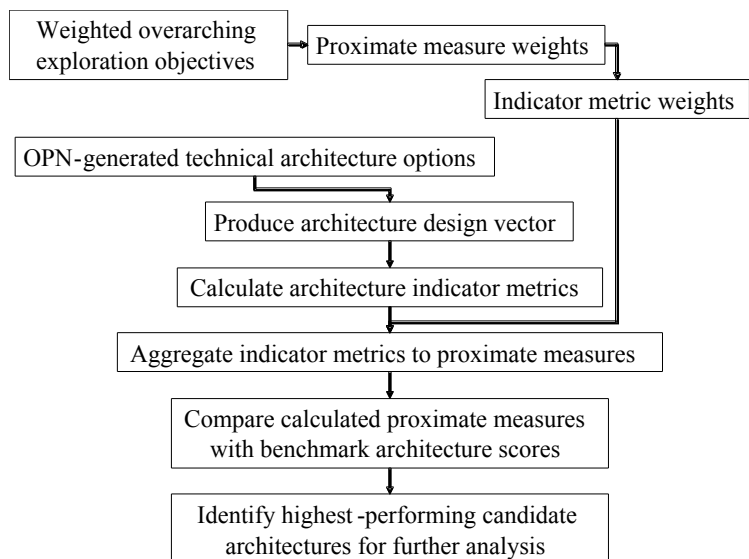 Weighted overarching
exploration objectives
Proximate measure weights
Indicator metric weights
OPN-generated technical architecture options
Produce architecture design vector
Calculate architecture indicator metrics
Aggregate indicator metrics to proximate measures
Compare calculated proximate measures
with benchmark architecture scores
Identify highest-performing candidate
architectures for further analysis